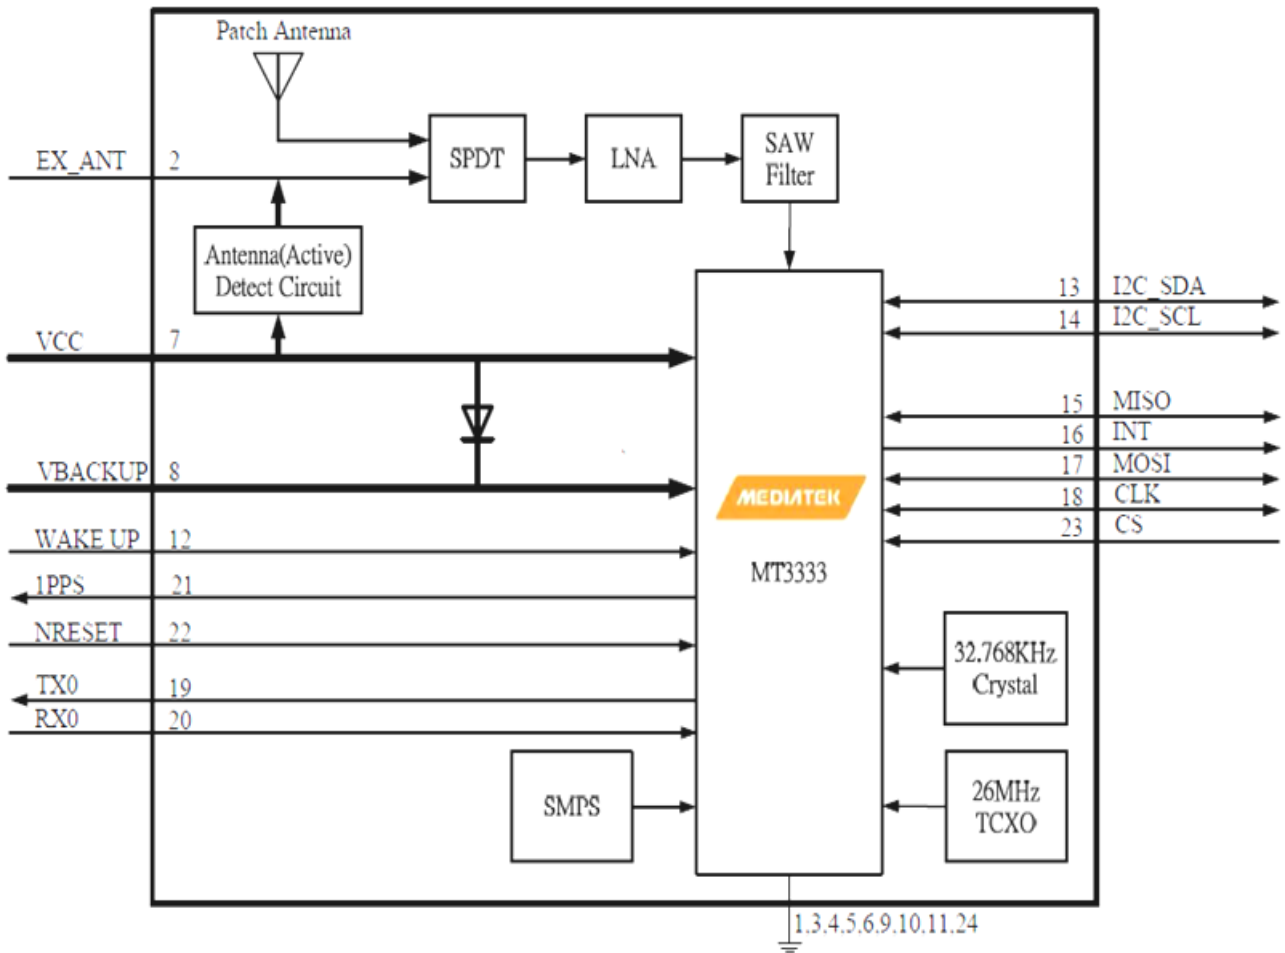 Patch Antenna
EX_ANT 2
SPDT
LNA
SAW
Filter
Antenna(Active)
Detect Circuit
VCC 7
VBACKUP 8
WAKE UP 12
1PPS 21
NRESET 22
TX0 19
RX0 20
SMPS
MEDIATEK
MT3333
13 I2C_SDA
14 I2C_SCL
15 MISO
16 INT
17 MOSI
18 CLK
23 CS
32.768KHz
Crystal
26MHz
TCXO
1.3.4.5.6.9.10.11.24